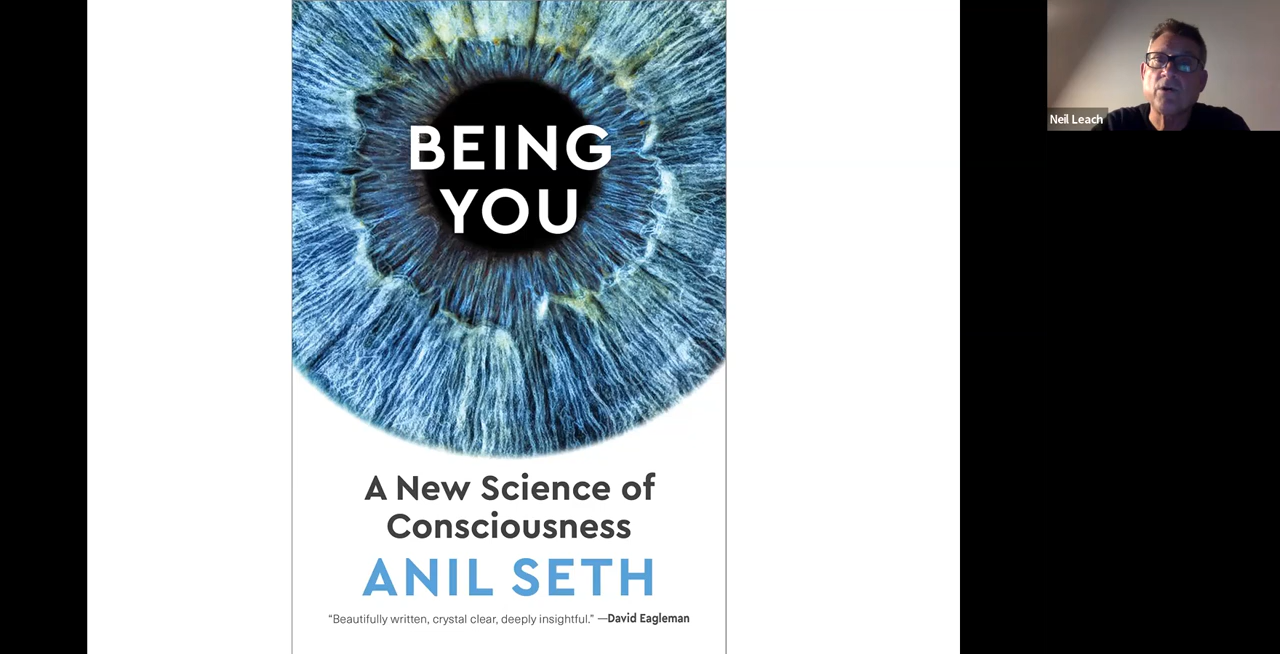 BEING
YOU
A New Science of
Consciousness
ANIL SETH
“Beautifully written, crystal clear, deeply insightful.” —David Eagleman
Neil Leach